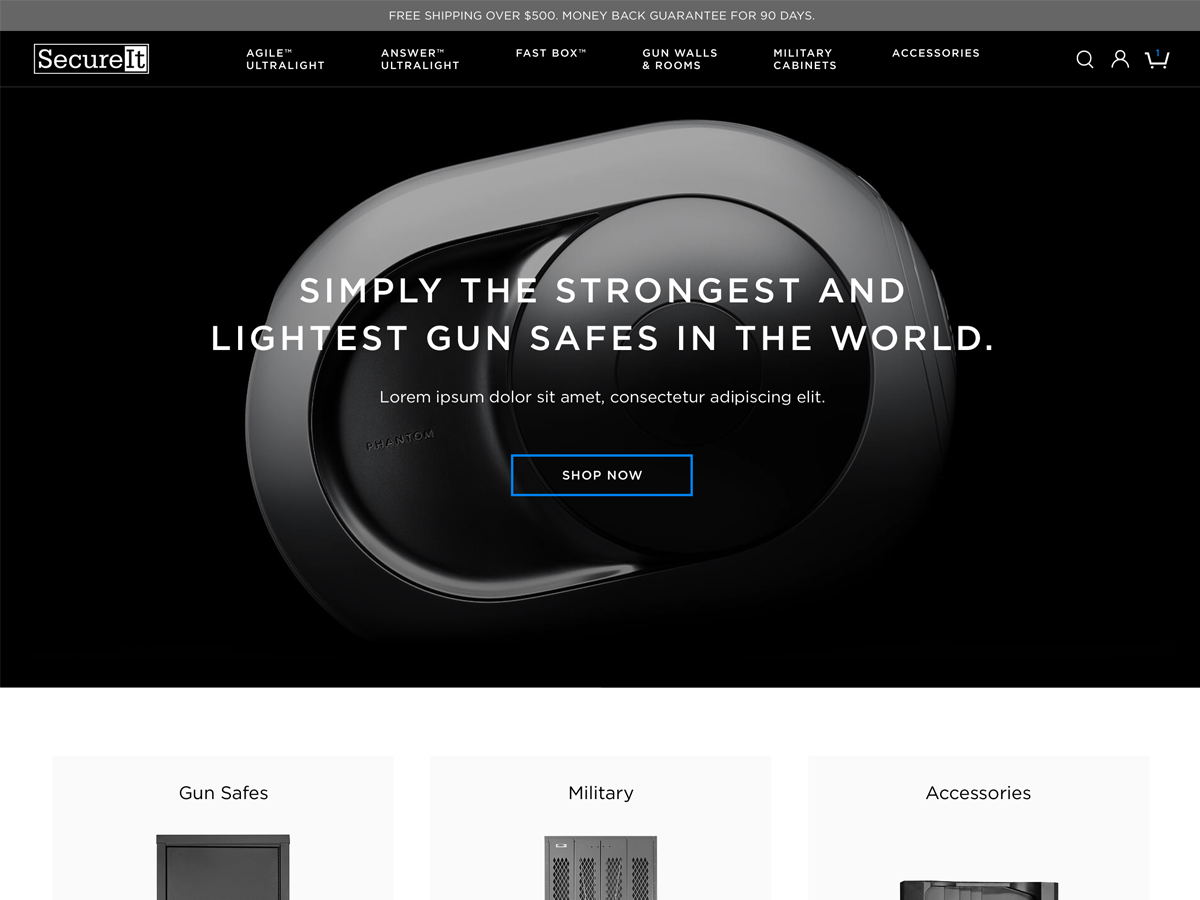 FREE SHIPPING OVER $500. MONEY BACK GUARANTEE FOR 90 DAYS.
SecureIt
AGILE™
ULTRALIGHT
ANSWER™
ULTRALIGHT
FAST BOX™
GUN WALLS
& ROOMS
MILITARY
CABINETS
ACCESSORIES
1
SIMPLY THE STRONGEST AND
LIGHTEST GUN SAFES IN THE WORLD.
Lorem ipsum dolor sit amet, consectetur adipiscing elit.
PHANTOM
SHOP NOW
Gun Safes
Military
Accessories